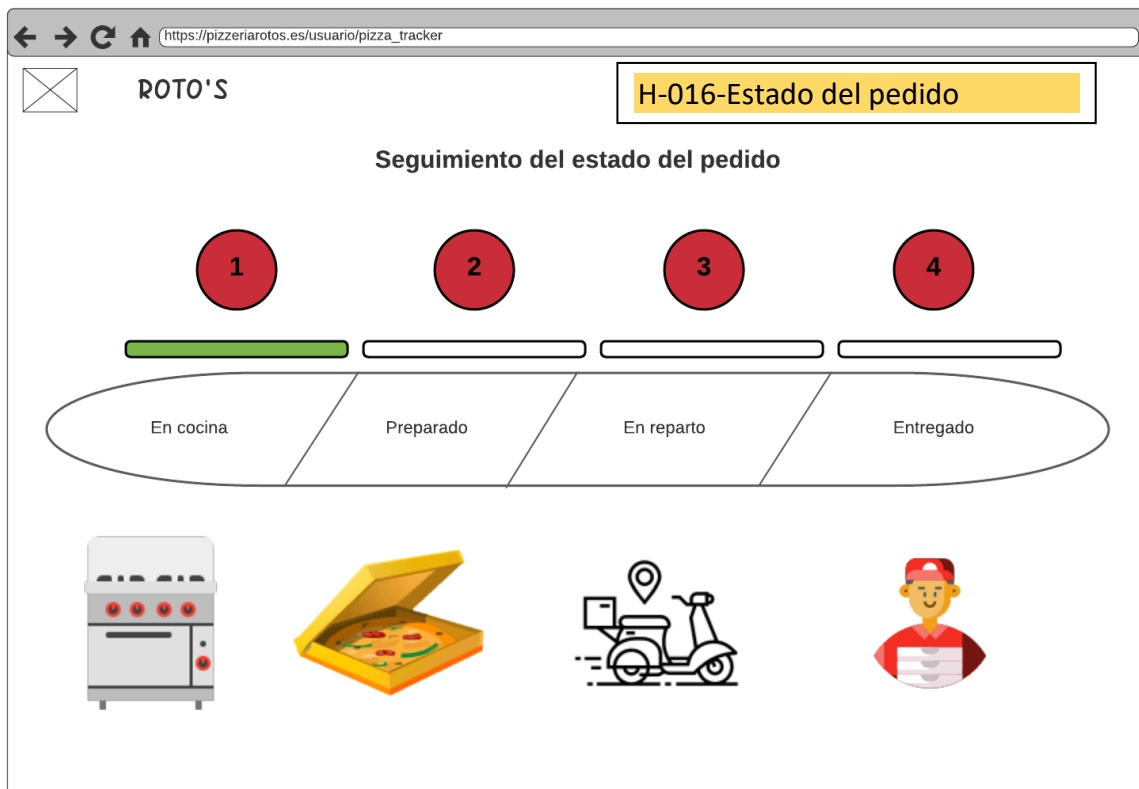 https://pizzeriarotos.es/usuario/pizza_tracker
ROTO'S
H-016-Estado del pedido
Seguimiento del estado del pedido
1 2 3 4
En cocina Preparado En reparto Entregado